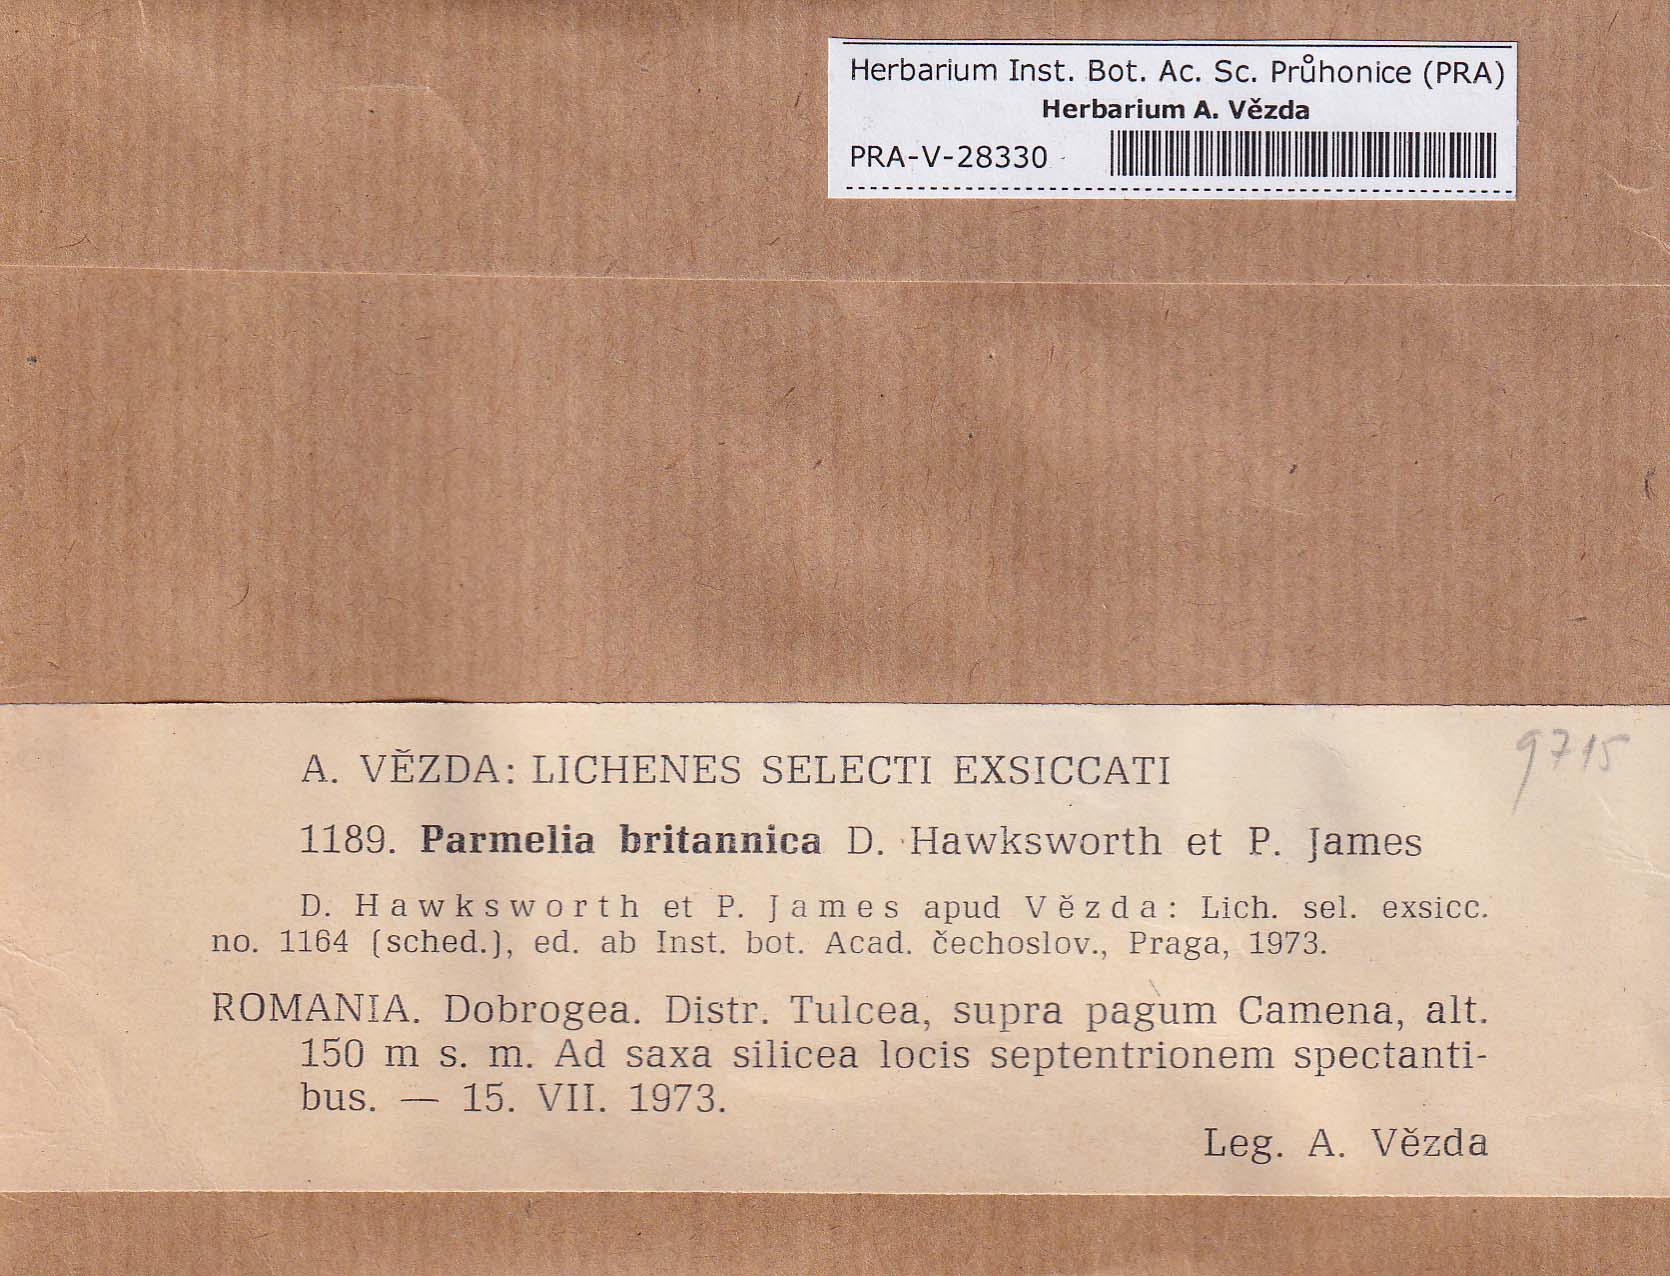 Herbarium Inst. Bot. Ac. Sc. Průhonice (PRA)
Herbarium A. Vězda
PRA-V-28330
9715
A. VĚZDA: LICHENES SELECTI EXSICCATI
1189. Parmelia britannica D. Hawksworth et P. James
D. Hawksworth et P. James apud Vězda: Lich. sel. exsicc.
no. 1164 (sched.), ed. ab Inst. bot. Acad. čechoslov., Praga, 1973.
ROMANIA. Dobrogea. Distr. Tulcea, supra pagum Camena, alt.
150 m s. m. Ad saxa silicea locis septentrionem spectanti-
bus. — 15. VII. 1973.
Leg. A. Vězda